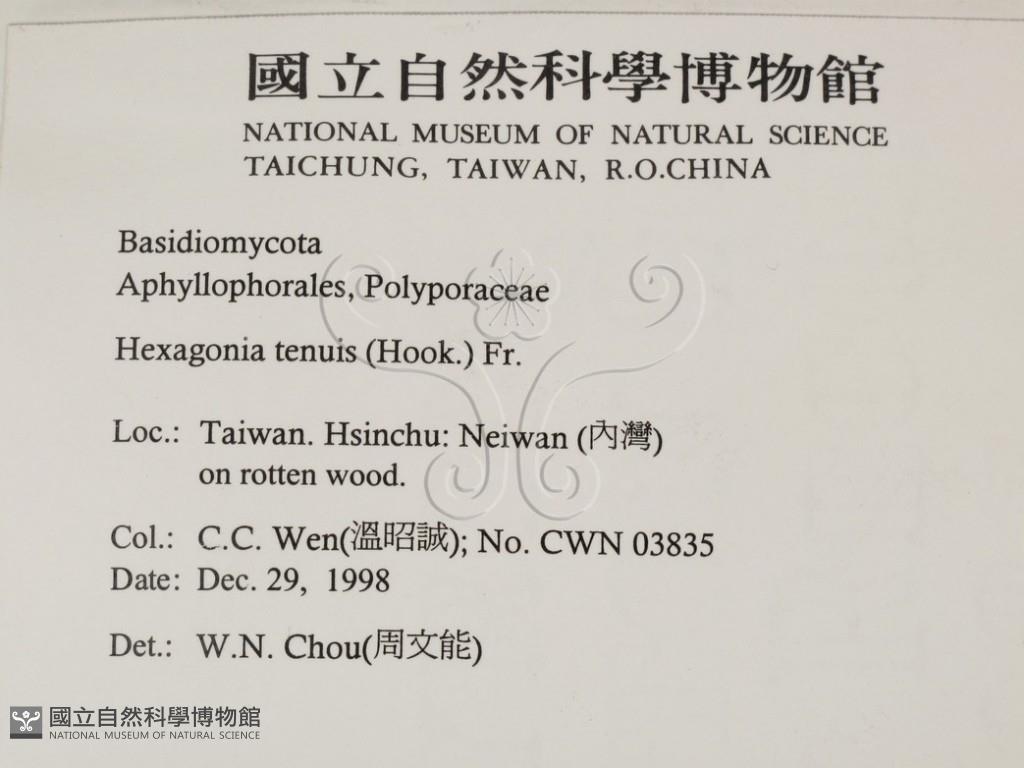 國立自然科學博物館
NATIONAL MUSEUM OF NATURAL SCIENCE
TAICHUNG, TAIWAN, R.O.CHINA
Basidiomycota
Aphyllophorales, Polyporaceae
Hexagonia tenuis (Hook.) Fr.
Loc.: Taiwan. Hsinchu: Neiwan (內灣)
on rotten wood.
Col.: C.C. Wen(溫昭誠); No. CWN 03835
Date: Dec. 29, 1998
Det.: W.N. Chou(周文能)
國立自然科學博物館
NATIONAL MUSEUM OF NATURAL SCIENCE